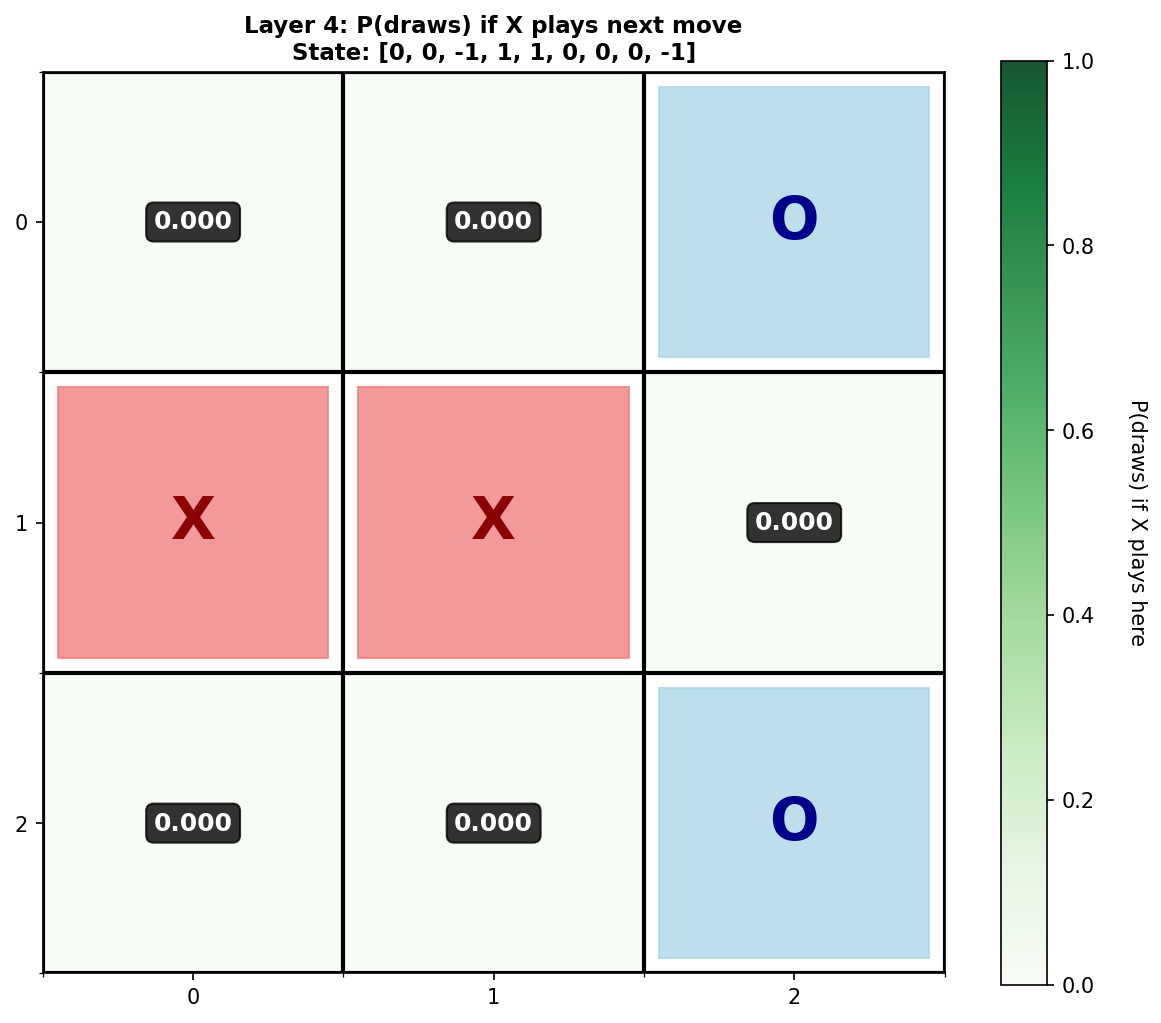 Layer 4: P(draws) if X plays next move
State: [0, 0, -1, 1, 1, 0, 0, 0, -1]
0
0.000
0.000
O
1
X
X
0.000
2
0.000
0.000
O
0
1
2
1.0
0.8
0.6
0.4
0.2
0.0
P(draws) if X plays here